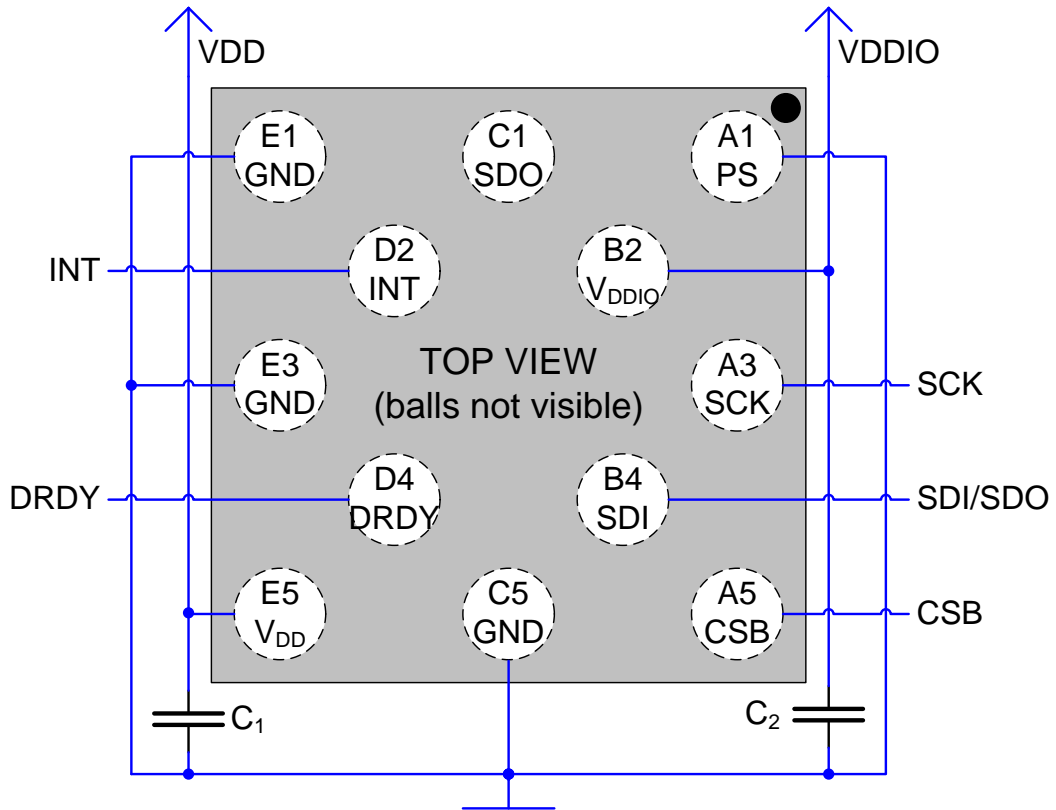 VDD
VDDIO
E1
GND
C1
SDO
A1
PS
INT
D2
INT
B2
VDDIO
E3
GND
TOP VIEW
(balls not visible)
A3
SCK
SCK
DRDY
D4
DRDY
B4
SDI
SDI/SDO
E5
VDD
C5
GND
A5
CSB
CSB
C1
C2